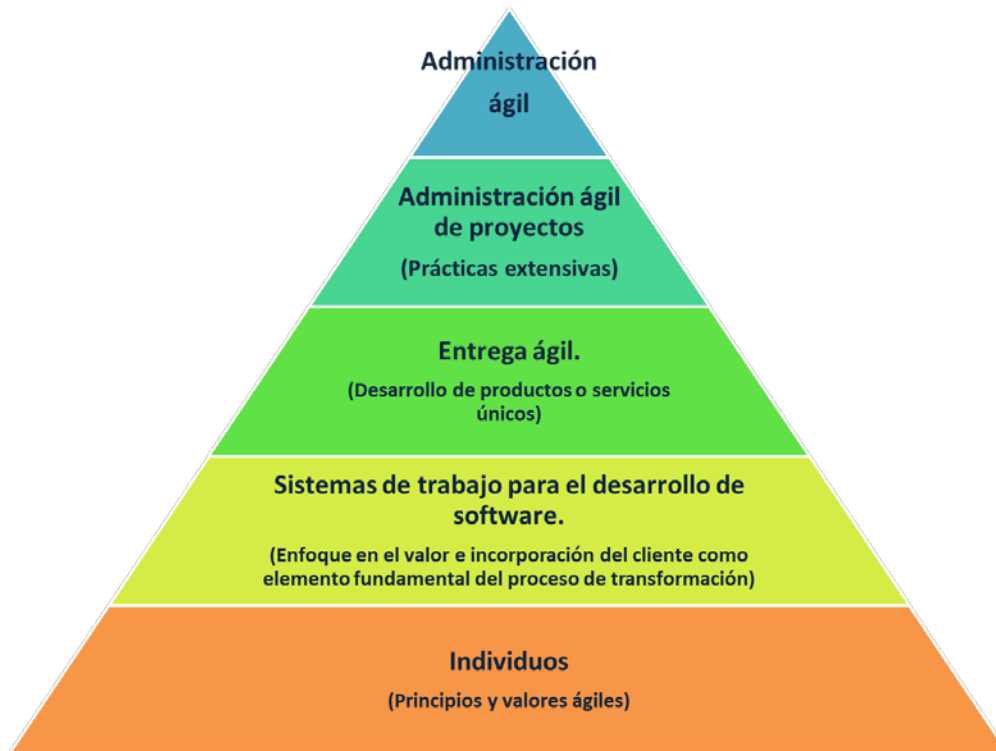 Administración
ágil
Administración ágil
de proyectos
(Prácticas extensivas)
Entrega ágil.
(Desarrollo de productos o servicios
únicos)
Sistemas de trabajo para el desarrollo de
software.
(Enfoque en el valor e incorporación del cliente como
elemento fundamental del proceso de transformación)
Individuos
(Principios y valores ágiles)